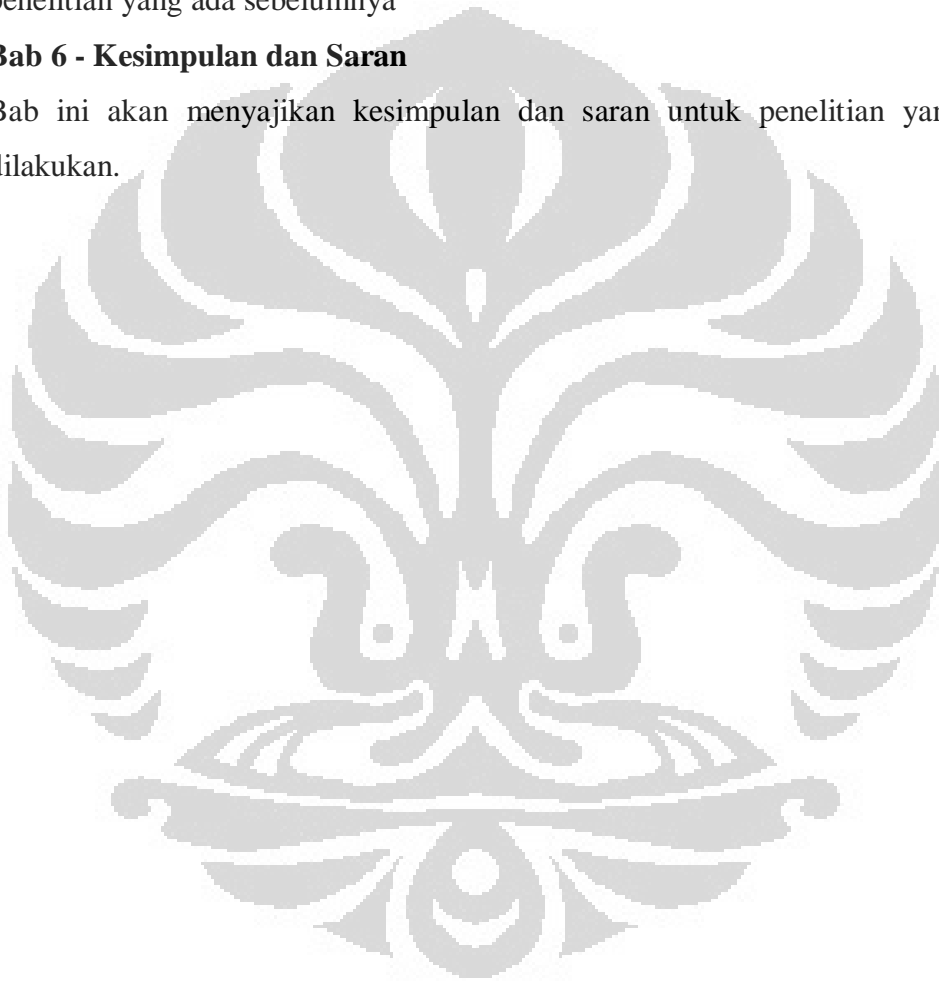 penelitian yang ada sebelumnya
Bab 6 - Kesimpulan dan Saran
Bab ini akan menyajikan kesimpulan dan saran untuk penelitian yan
dilakukan.